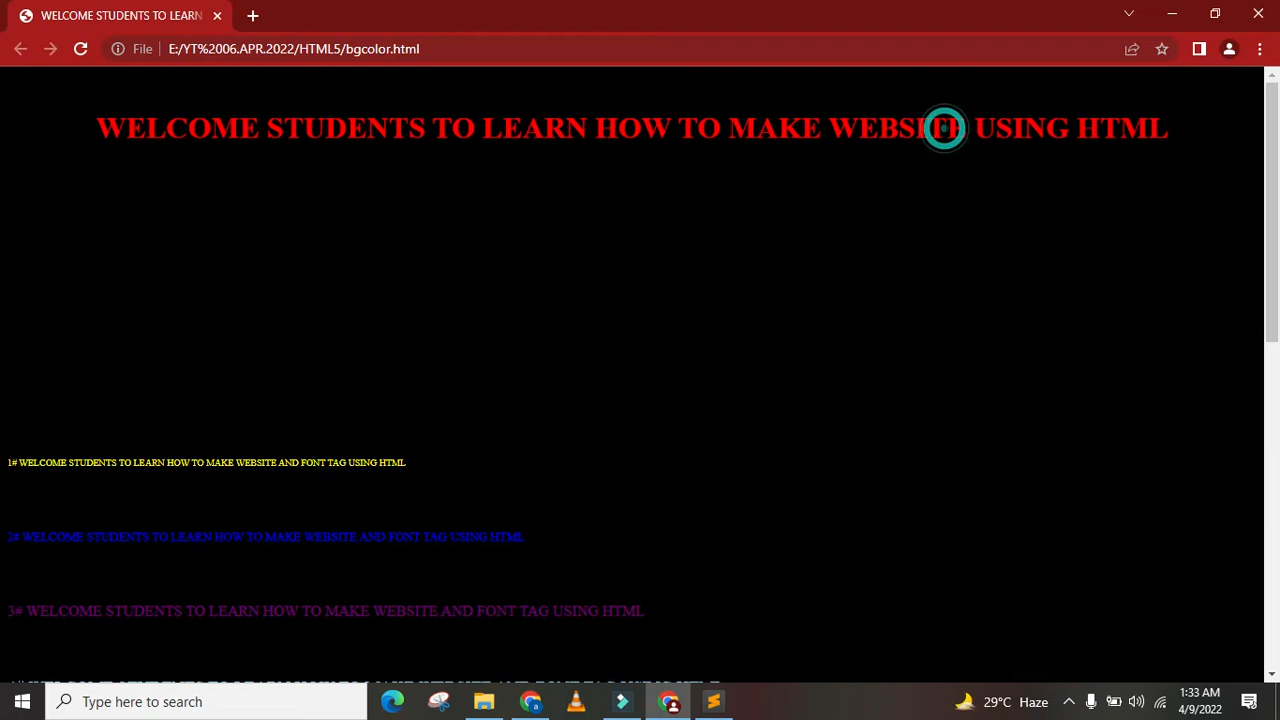 WELCOME STUDENTS TO LEARN
File
E:/YT%2006.APR.2022/HTML5/bgcolor.html
WELCOME STUDENTS TO LEARN HOW TO MAKE WEBSITE USING HTML
1# WELCOME STUDENTS TO LEARN HOW TO MAKE WEBSITE AND FONT TAG USING HTML
2# WELCOME STUDENTS TO LEARN HOW TO MAKE WEBSITE AND FONT TAG USING HTML
3# WELCOME STUDENTS TO LEARN HOW TO MAKE WEBSITE AND FONT TAG USING HTML
Type here to search
29°C Haze
1:33 AM
4/9/2022